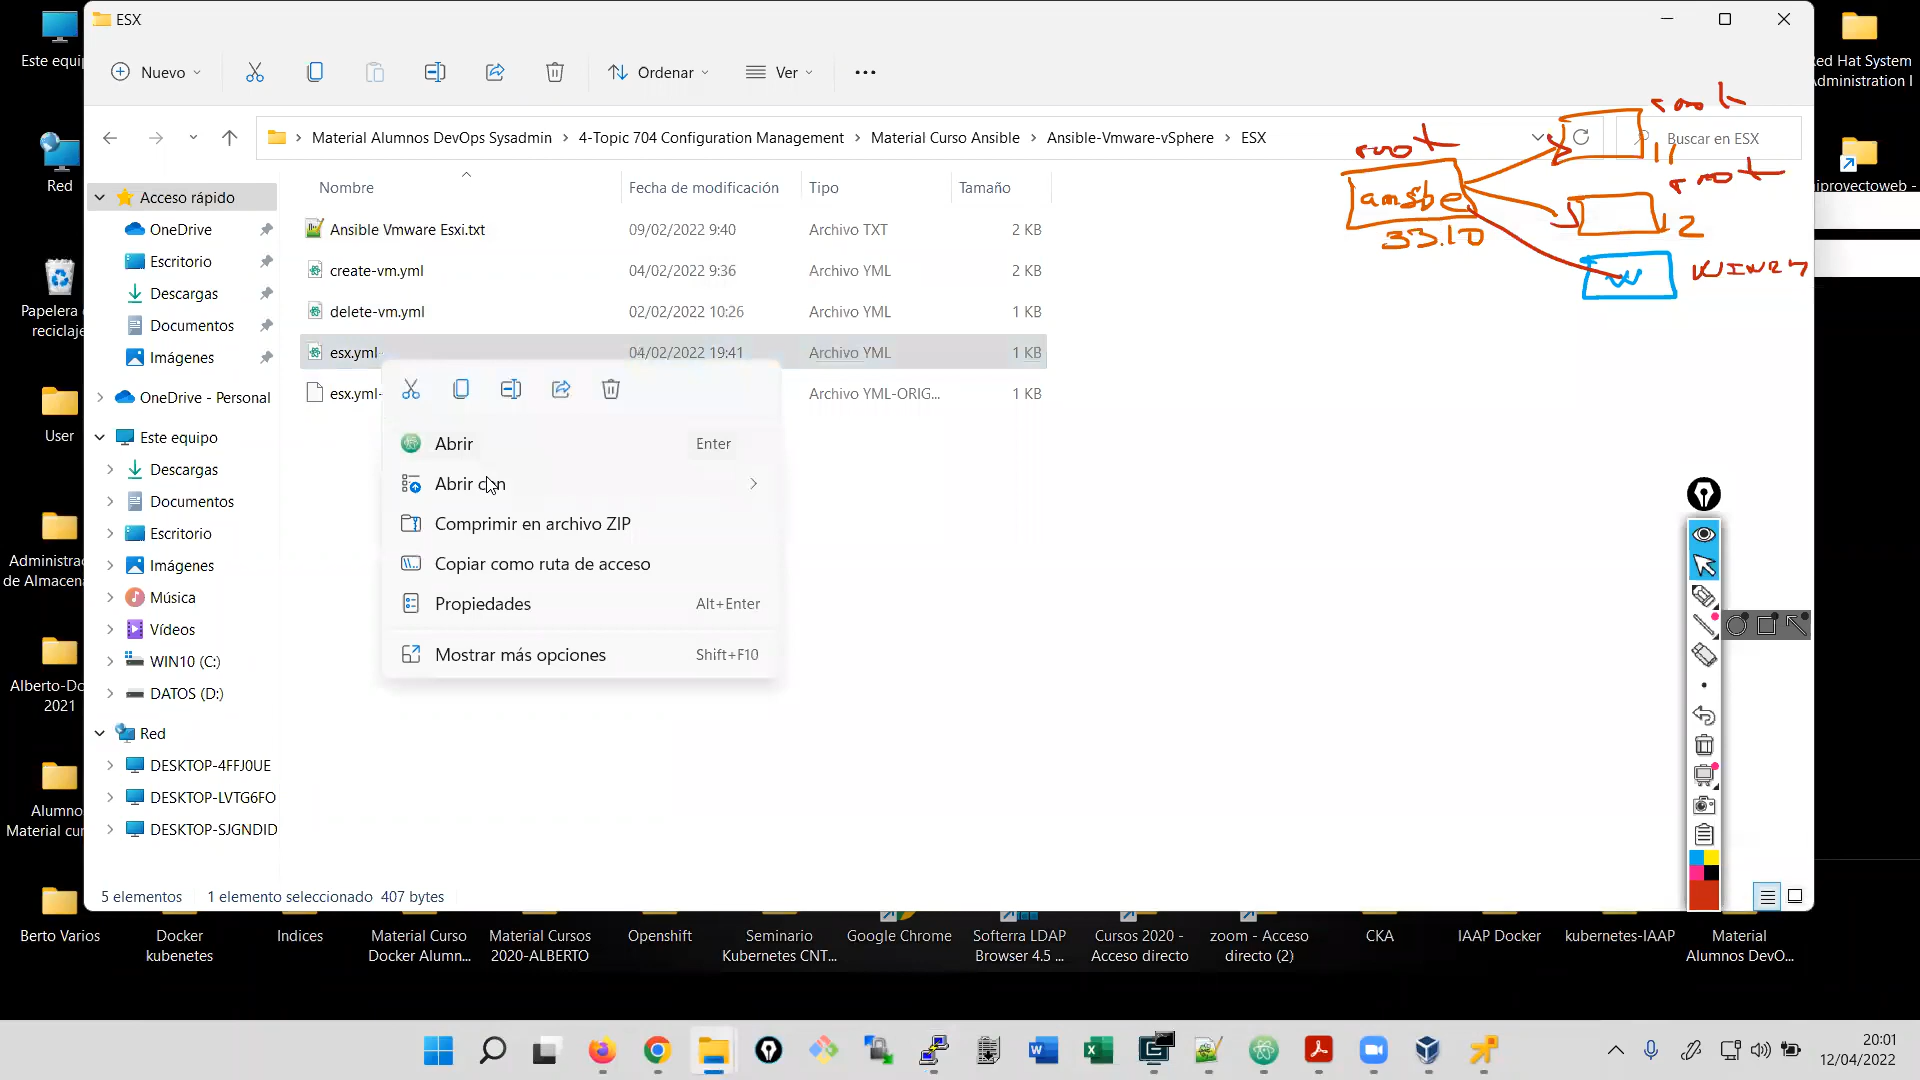 ESX
Nuevo
Ordenar
Ver
Material Alumnos DevOps Sysadmin
4-Topic 704 Configuration Management
Material Curso Ansible
Ansible-Vmware-vSphere
ESX
Buscar en ESX
Nombre
Fecha de modificación
Tipo
Tamaño
Ansible Vmware Esxi.txt
09/02/2022 9:40
Archivo TXT
2 KB
create-vm.yml
04/02/2022 9:36
Archivo YML
2 KB
delete-vm.yml
02/02/2022 10:26
Archivo YML
1 KB
esx.yml
04/02/2022 19:41
Archivo YML
1 KB
esx.yml-
Archivo YML-ORIG...
1 KB
Acceso rápido
OneDrive
Escritorio
Descargas
Documentos
Imágenes
OneDrive - Personal
Este equipo
Descargas
Documentos
Escritorio
Imágenes
Música
Vídeos
WIN10 (C:)
DATOS (D:)
Red
DESKTOP-4FFJ0UE
DESKTOP-LVTG6FO
DESKTOP-SJGNDID
Abrir
Enter
Abrir con
Comprimir en archivo ZIP
Copiar como ruta de acceso
Propiedades
Alt+Enter
Mostrar más opciones
Shift+F10
5 elementos
1 elemento seleccionado
407 bytes
root
33.10
root
11
root
12
W
Este equi
Red
Papelera
reciclaje
User
Administra
de Almacena
Alberto-Do
2021
Alumno
Material cur
Berto Varios
Docker
kubenetes
Indices
Material Curso
Docker Alumn...
Material Cursos
2020-ALBERTO
Openshift
Seminario
Kubernetes CNT...
Google Chrome
Softerra LDAP
Browser 4.5 ...
Cursos 2020 -
Acceso directo
zoom - Acceso
directo (2)
CKA
IAAP Docker
kubernetes-IAAP
Material
Alumnos DevO...
Red Hat System
Administration I
iproyectoweb -
20:01
12/04/2022